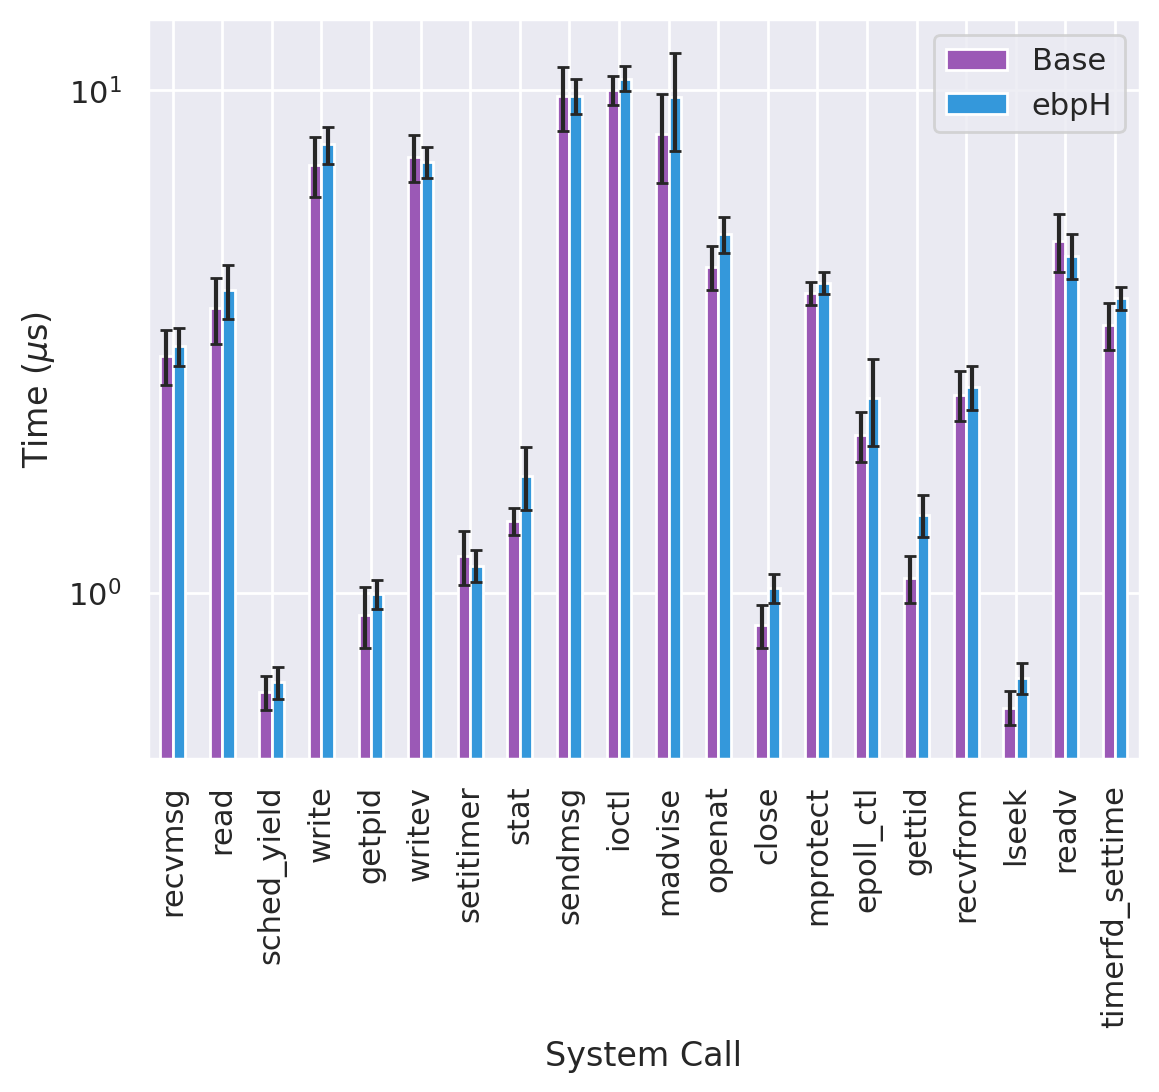 Base
ebpH
10¹
10⁰
Time (μs)
recvmsg
read
sched_yield
write
getpid
writev
setitimer
stat
sendmsg
ioctl
madvise
openat
close
mprotect
epoll_ctl
gettid
recvfrom
lseek
readv
timerfd_settime
System Call